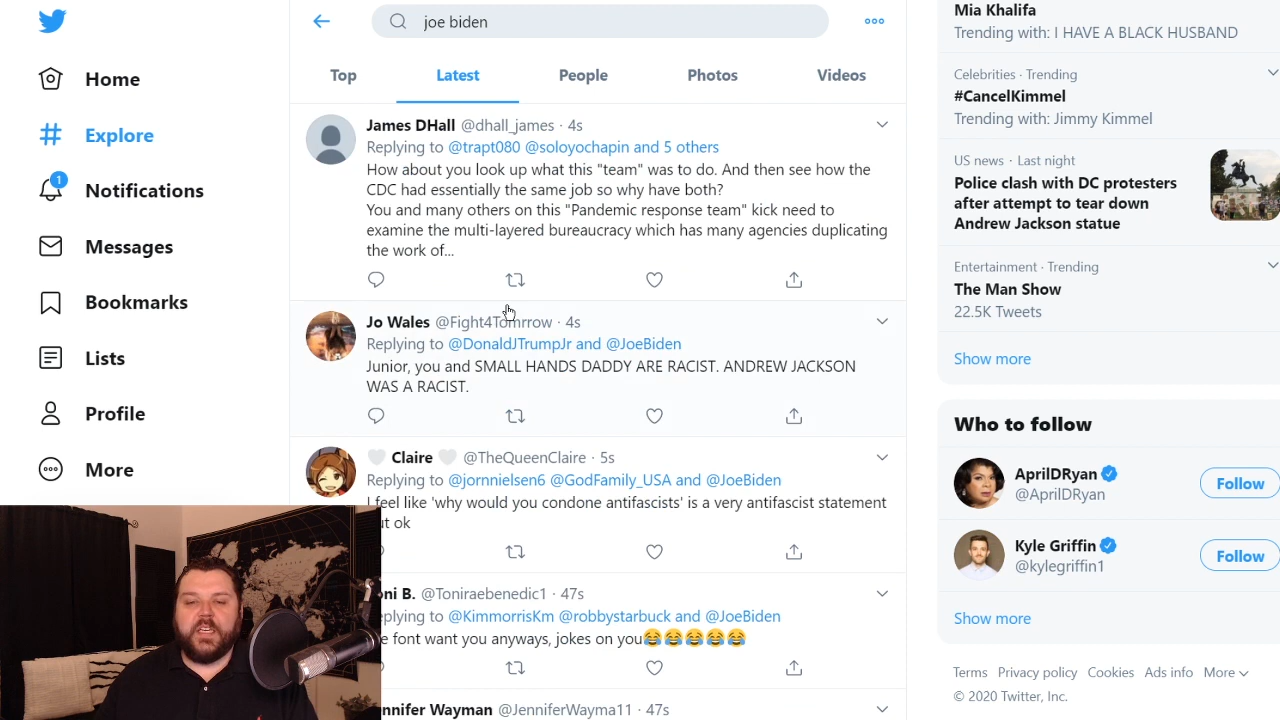 joe biden
Home
Explore
1
Notifications
Messages
Bookmarks
Lists
Profile
More
Top
Latest
People
Photos
Videos
James DHall @dhall_james · 4s
Replying to @trapt080 @soloyochapin and 5 others
How about you look up what this "team" was to do. And then see how the
CDC had essentially the same job so why have both?
You and many others on this "Pandemic response team" kick need to
examine the multi-layered bureaucracy which has many agencies duplicating
the work of...
Jo Wales @Fight4Tomrrow · 4s
Replying to @DonaldJTrumpJr and @JoeBiden
Junior, you and SMALL HANDS DADDY ARE RACIST. ANDREW JACKSON
WAS A RACIST.
🤍 Claire 🤍 @TheQueenClaire · 5s
Replying to @jornnielsen6 @GodFamily_USA and @JoeBiden
I feel like 'why would you condone antifascists' is a very antifascist statement
ut ok
oni B. @Toniraebenedic1 · 47s
eplying to @KimmorrisKm @robbystarbuck and @JoeBiden
e font want you anyways, jokes on you😂😂😂😂😂
nnifer Wayman @JenniferWayma11 · 47s
Mia Khalifa
Trending with: I HAVE A BLACK HUSBAND
Celebrities · Trending
#CancelKimmel
Trending with: Jimmy Kimmel
US news · Last night
Police clash with DC protesters
after attempt to tear down
Andrew Jackson statue
Entertainment · Trending
The Man Show
22.5K Tweets
Show more
Who to follow
AprilDRyan
@AprilDRyan
Follow
Kyle Griffin
@kylegriffin1
Follow
Show more
Terms Privacy policy Cookies Ads info More
© 2020 Twitter, Inc.